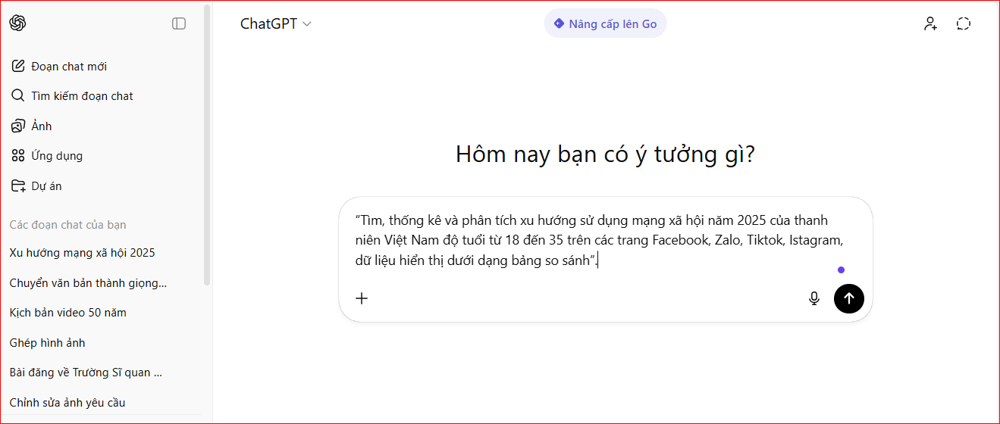 ChatGPT
Nâng cấp lên Go
Đoạn chat mới
Tìm kiếm đoạn chat
Ảnh
Ứng dụng
Dự án
Các đoạn chat của bạn
Xu hướng mạng xã hội 2025
Chuyển văn bản thành giọng...
Kịch bản video 50 năm
Ghép hình ảnh
Bài đăng về Trường Sĩ quan ...
Chỉnh sửa ảnh yêu cầu
Hôm nay bạn có ý tưởng gì?
“Tìm, thống kê và phân tích xu hướng sử dụng mạng xã hội năm 2025 của thanh
niên Việt Nam độ tuổi từ 18 đến 35 trên các trang Facebook, Zalo, Tiktok, Istagram,
dữ liệu hiển thị dưới dạng bảng so sánh”.